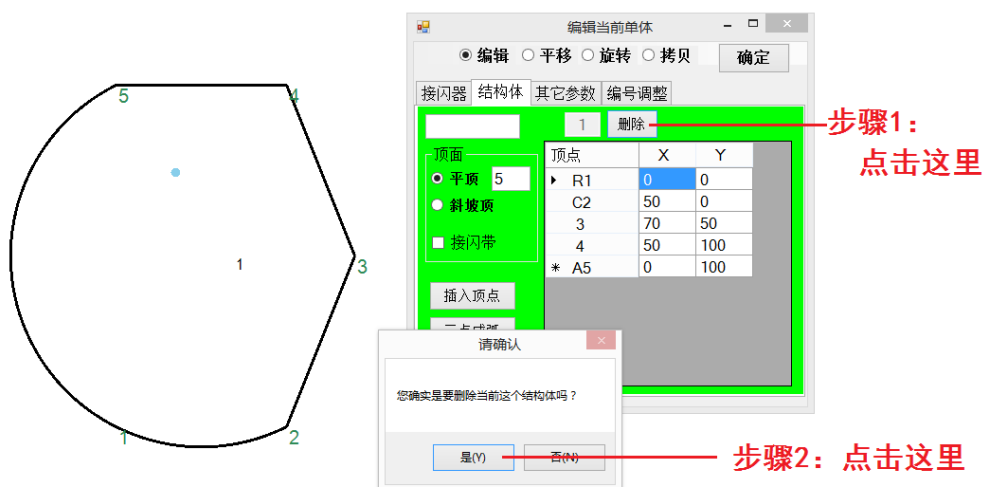 5
4
1
3
1
2
编辑当前单体
编辑 平移 旋转 拷贝 确定
接闪器 结构体 其它参数 编号调整
1 删除
顶面
平顶 5
斜坡顶
接闪带
插入顶点
三点成弧
顶点 X Y
R1 0 0
C2 50 0
3 70 50
4 50 100
A5 0 100
步骤1：
点击这里
请确认
您确实是要删除当前这个结构体吗？
是(Y) 否(N)
步骤2：点击这里